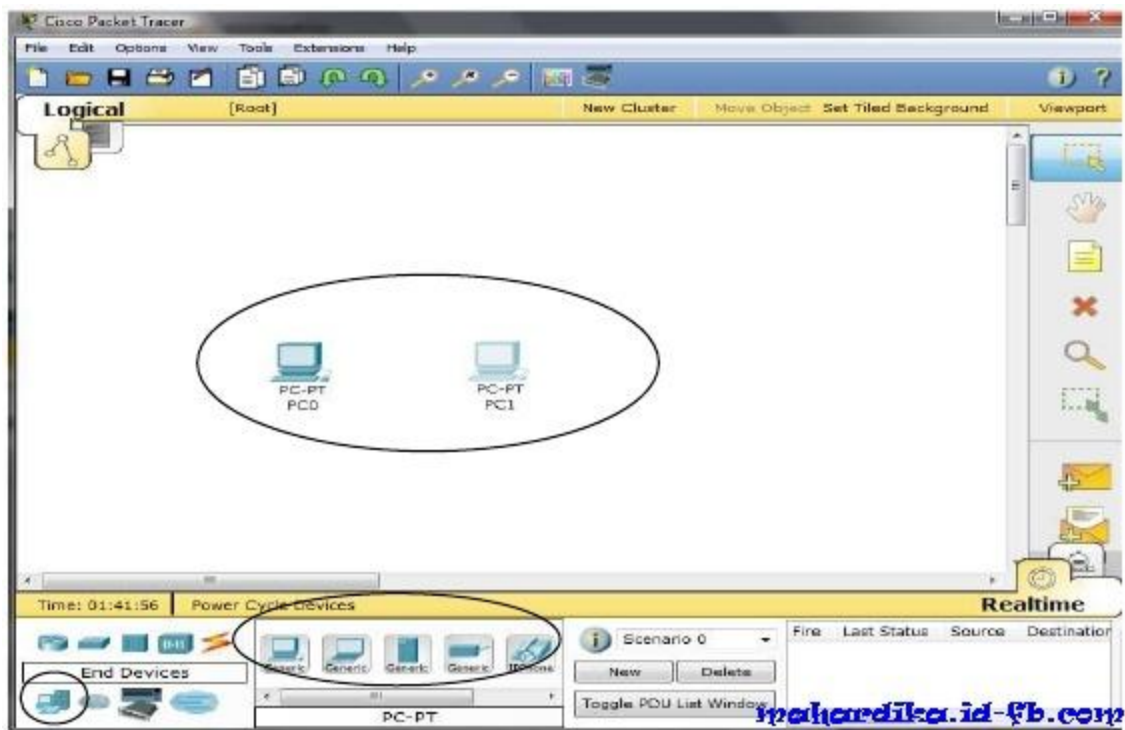 Cisco Packet Tracer
File Edit Options View Tools Extensions Help
Logical [Root] New Cluster Move Object Set Tiled Background Viewport
PC-PT
PC0
PC-PT
PC1
Time: 01:41:56 Power Cycle Devices Realtime
Generic Generic Generic Generic IPPhone
End Devices
PC-PT
Scenario 0
New Delete
Toggle PDU List Window
Fire Last Status Source Destination
mahardika.id-fb.com